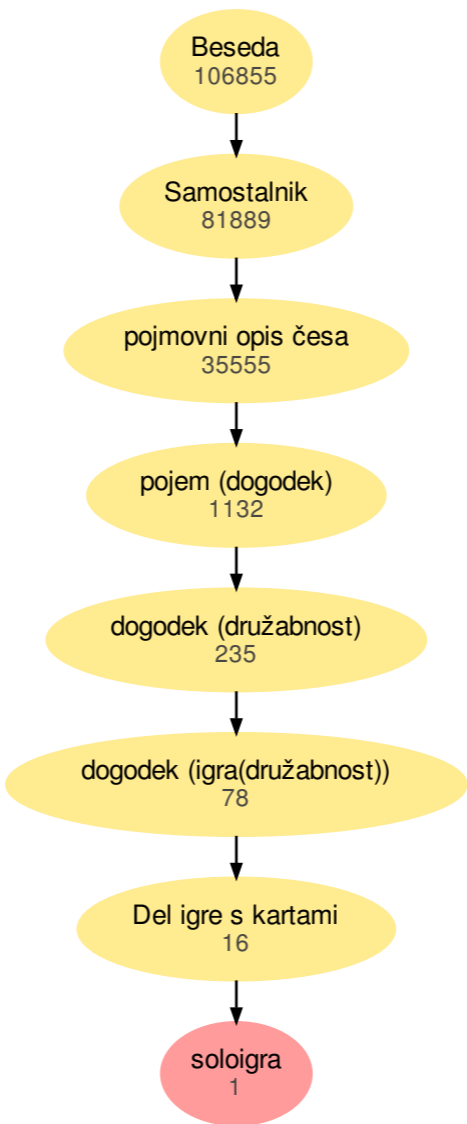 Beseda
106855
Samostalnik
81889
pojmovni opis česa
35555
pojem (dogodek)
1132
dogodek (družabnost)
235
dogodek (igra(družabnost))
78
Del igre s kartami
16
soloigra
1